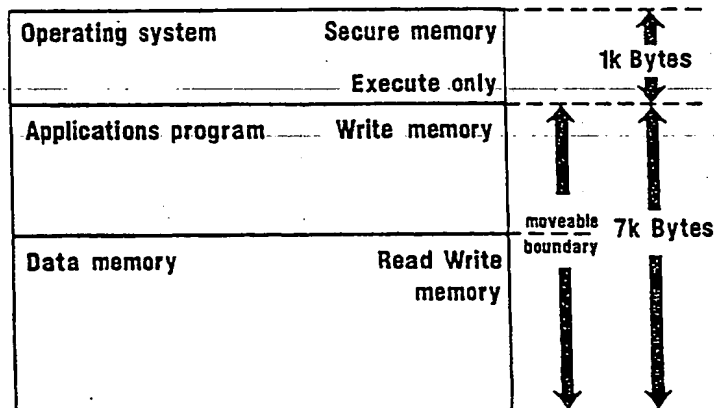 Operating system Secure memory
1k Bytes
Execute only
Applications program Write memory
moveable 7k Bytes
boundary
Data memory Read Write
memory